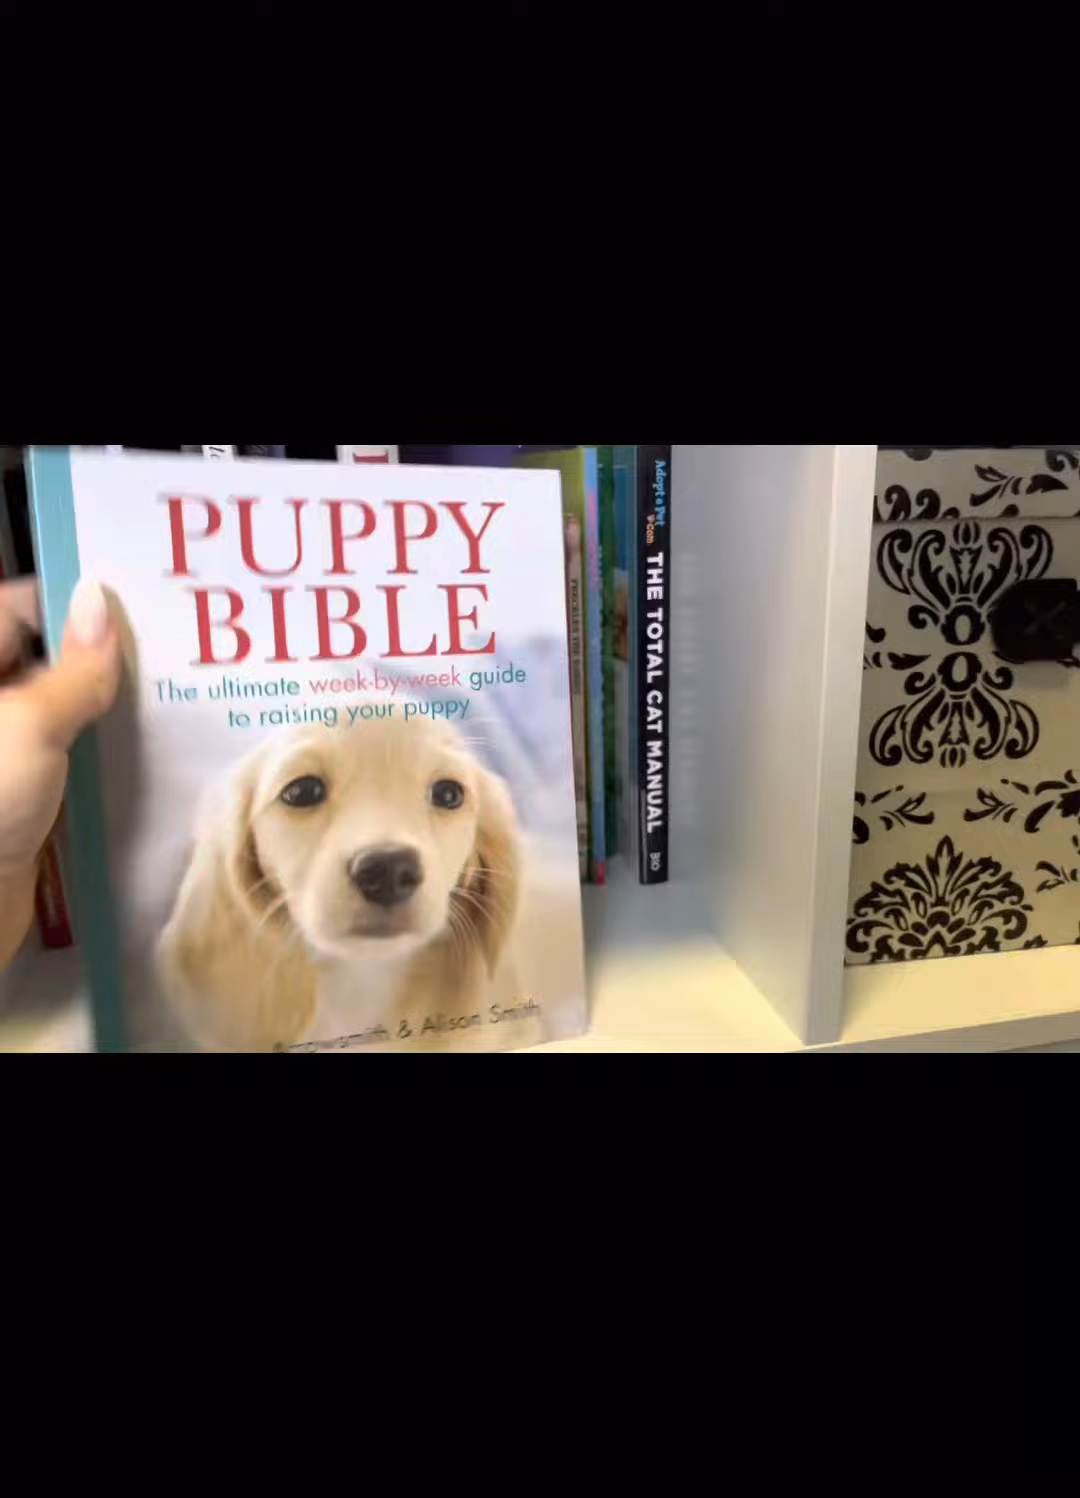 PUPPY
BIBLE
The ultimate week-by-week guide
to raising your puppy
& Alison Smith
Adopt a Pet
.com
THE TOTAL CAT MANUAL